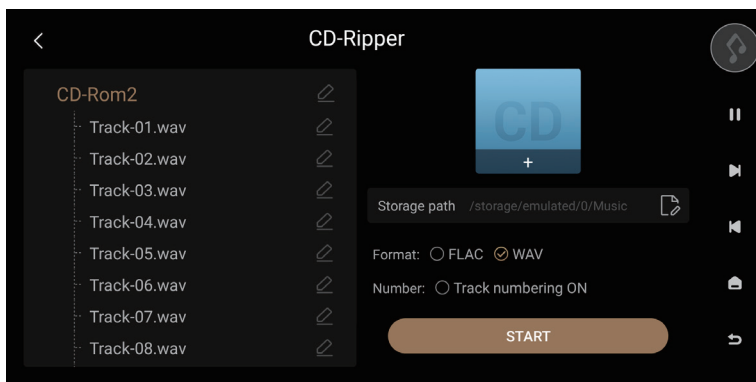 CD-Ripper
CD-Rom2
Track-01.wav
Track-02.wav
Track-03.wav
Track-04.wav
Track-05.wav
Track-06.wav
Track-07.wav
Track-08.wav
CD
+
Storage path /storage/emulated/0/Music
Format: FLAC WAV
Number: Track numbering ON
START